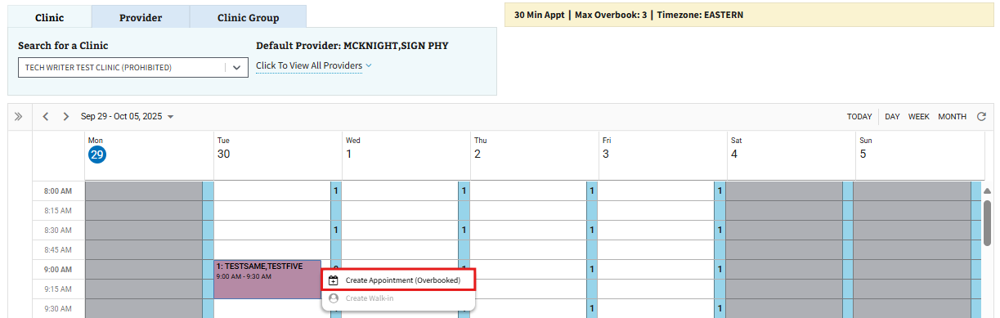 Clinic
Provider
Clinic Group
30 Min Appt | Max Overbook: 3 | Timezone: EASTERN
Search for a Clinic
TECH WRITER TEST CLINIC (PROHIBITED)
Default Provider: MCKNIGHT,SIGN PHY
Click To View All Providers
Sep 29 - Oct 05, 2025
TODAY
DAY
WEEK
MONTH
Mon
29
Tue
30
Wed
1
Thu
2
Fri
3
Sat
4
Sun
5
8:00 AM
1
1
1
1
8:15 AM
8:30 AM
1
1
1
1
8:45 AM
9:00 AM
1: TESTSAME,TESTFIVE
9:00 AM - 9:30 AM
1
1
1
Create Appointment (Overbooked)
9:15 AM
Create Walk-in
9:30 AM
1
1
1
1